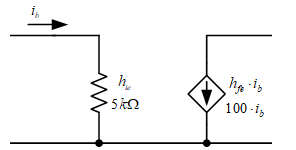 i_b
h_ie
5 kΩ
h_fe · i_b
100 · i_b